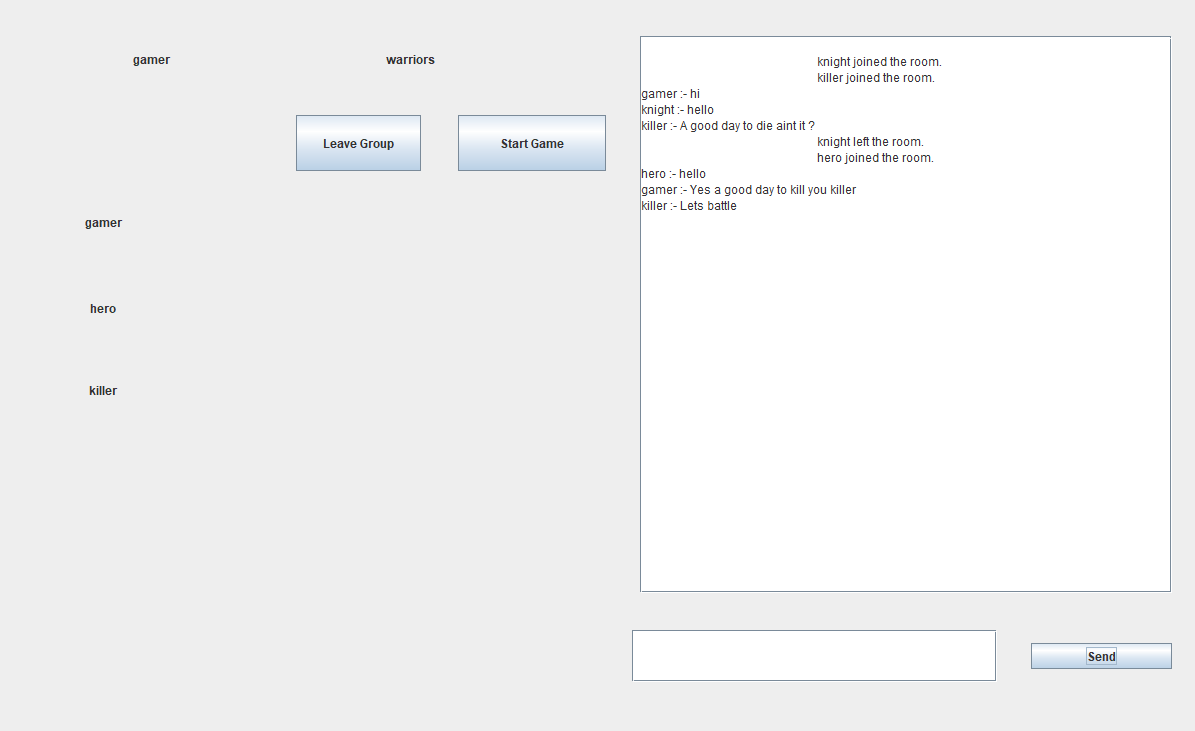 gamer
warriors
Leave Group
Start Game
gamer
hero
killer
knight joined the room.
killer joined the room.
gamer :- hi
knight :- hello
killer :- A good day to die aint it ?
knight left the room.
hero joined the room.
hero :- hello
gamer :- Yes a good day to kill you killer
killer :- Lets battle
Send